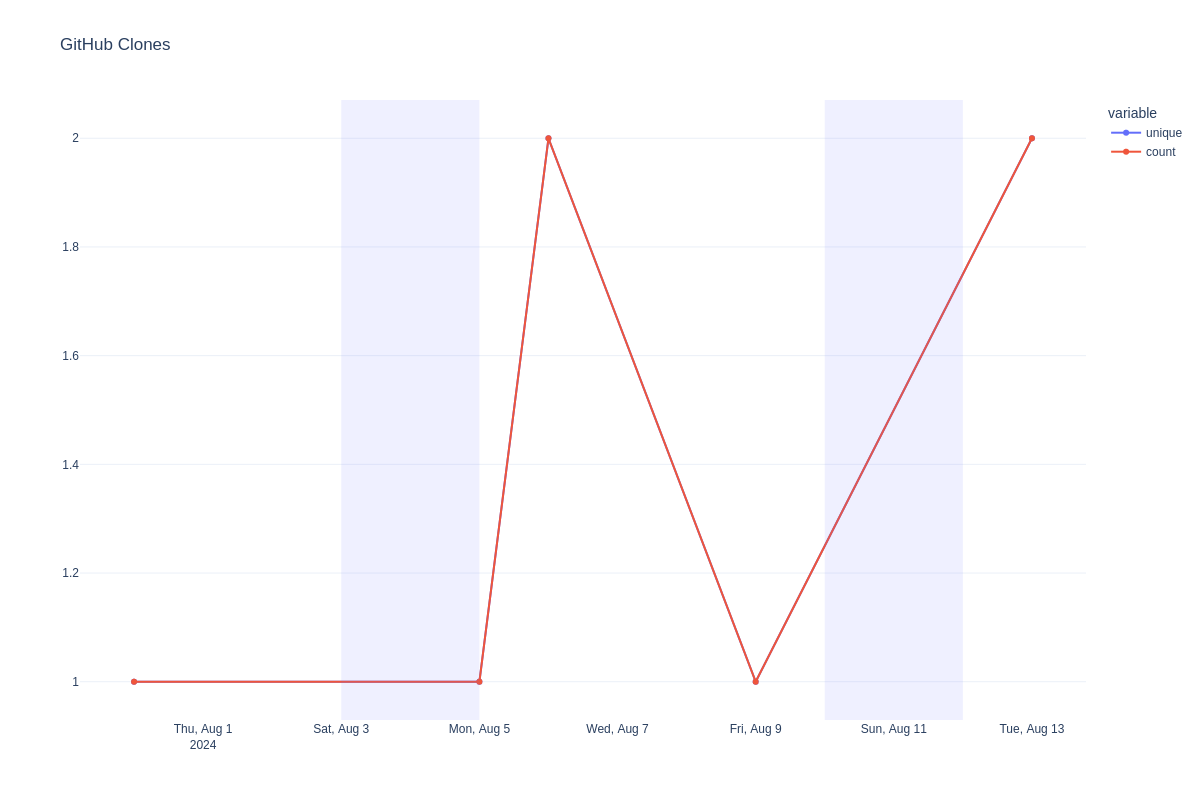 GitHub Clones
variable
unique
count
2
1.8
1.6
1.4
1.2
1
Thu, Aug 1
2024
Sat, Aug 3
Mon, Aug 5
Wed, Aug 7
Fri, Aug 9
Sun, Aug 11
Tue, Aug 13